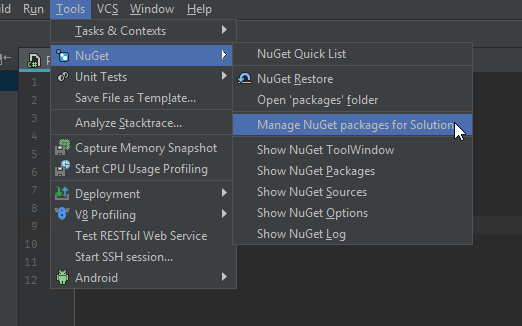 ild Run Tools VCS Window Help
Tasks & Contexts
NuGet
Unit Tests
Save File as Template...
Analyze Stacktrace...
Capture Memory Snapshot
Start CPU Usage Profiling
Deployment
V8 Profiling
Test RESTful Web Service
Start SSH session...
Android
NuGet Quick List
NuGet Restore
Open 'packages' folder
Manage NuGet packages for Solution
Show NuGet ToolWindow
Show NuGet Packages
Show NuGet Sources
Show NuGet Options
Show NuGet Log
1
2
3
4
5
6
7
8
9
10
11
12